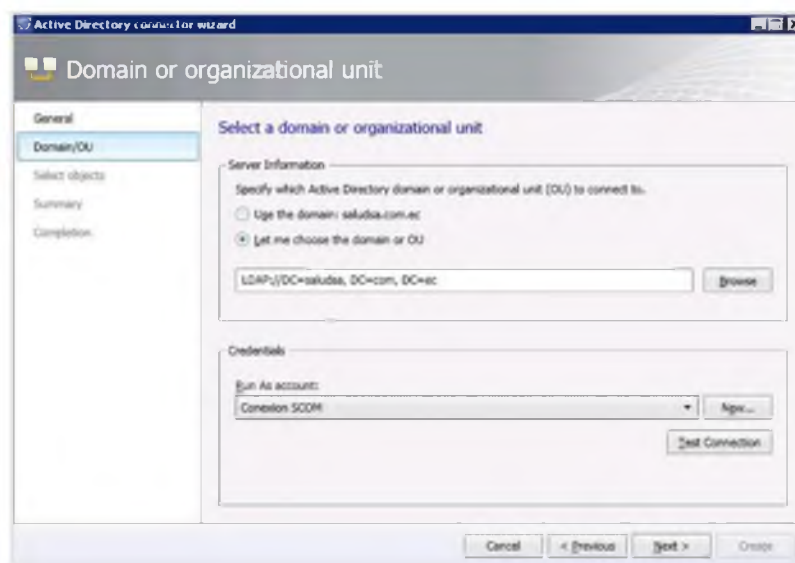 Active Directory connector wizard
Domain or organizational unit
General
Domain/OU
Select objects
Summary
Completion
Select a domain or organizational unit
Server Information
Specify which Active Directory domain or organizational unit (OU) to connect to.
Use the domain: saludsa.com.ec
Let me choose the domain or OU
LDAP://DC=saludsa, DC=com, DC=ec
Browse
Credentials
Run As account:
Conexion SCOM
New...
Test Connection
Cancel
< Previous
Next >
Create